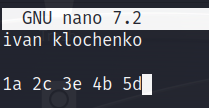 GNU nano 7.2
ivan klochenko
1a 2c 3e 4b 5d